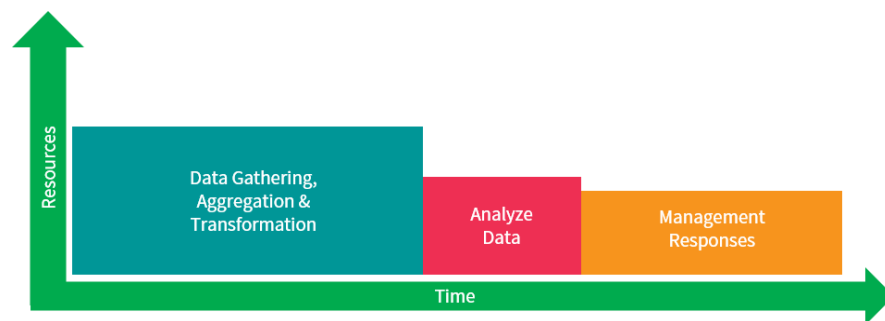 Resources
Data Gathering,
Aggregation &
Transformation
Analyze
Data
Management
Responses
Time